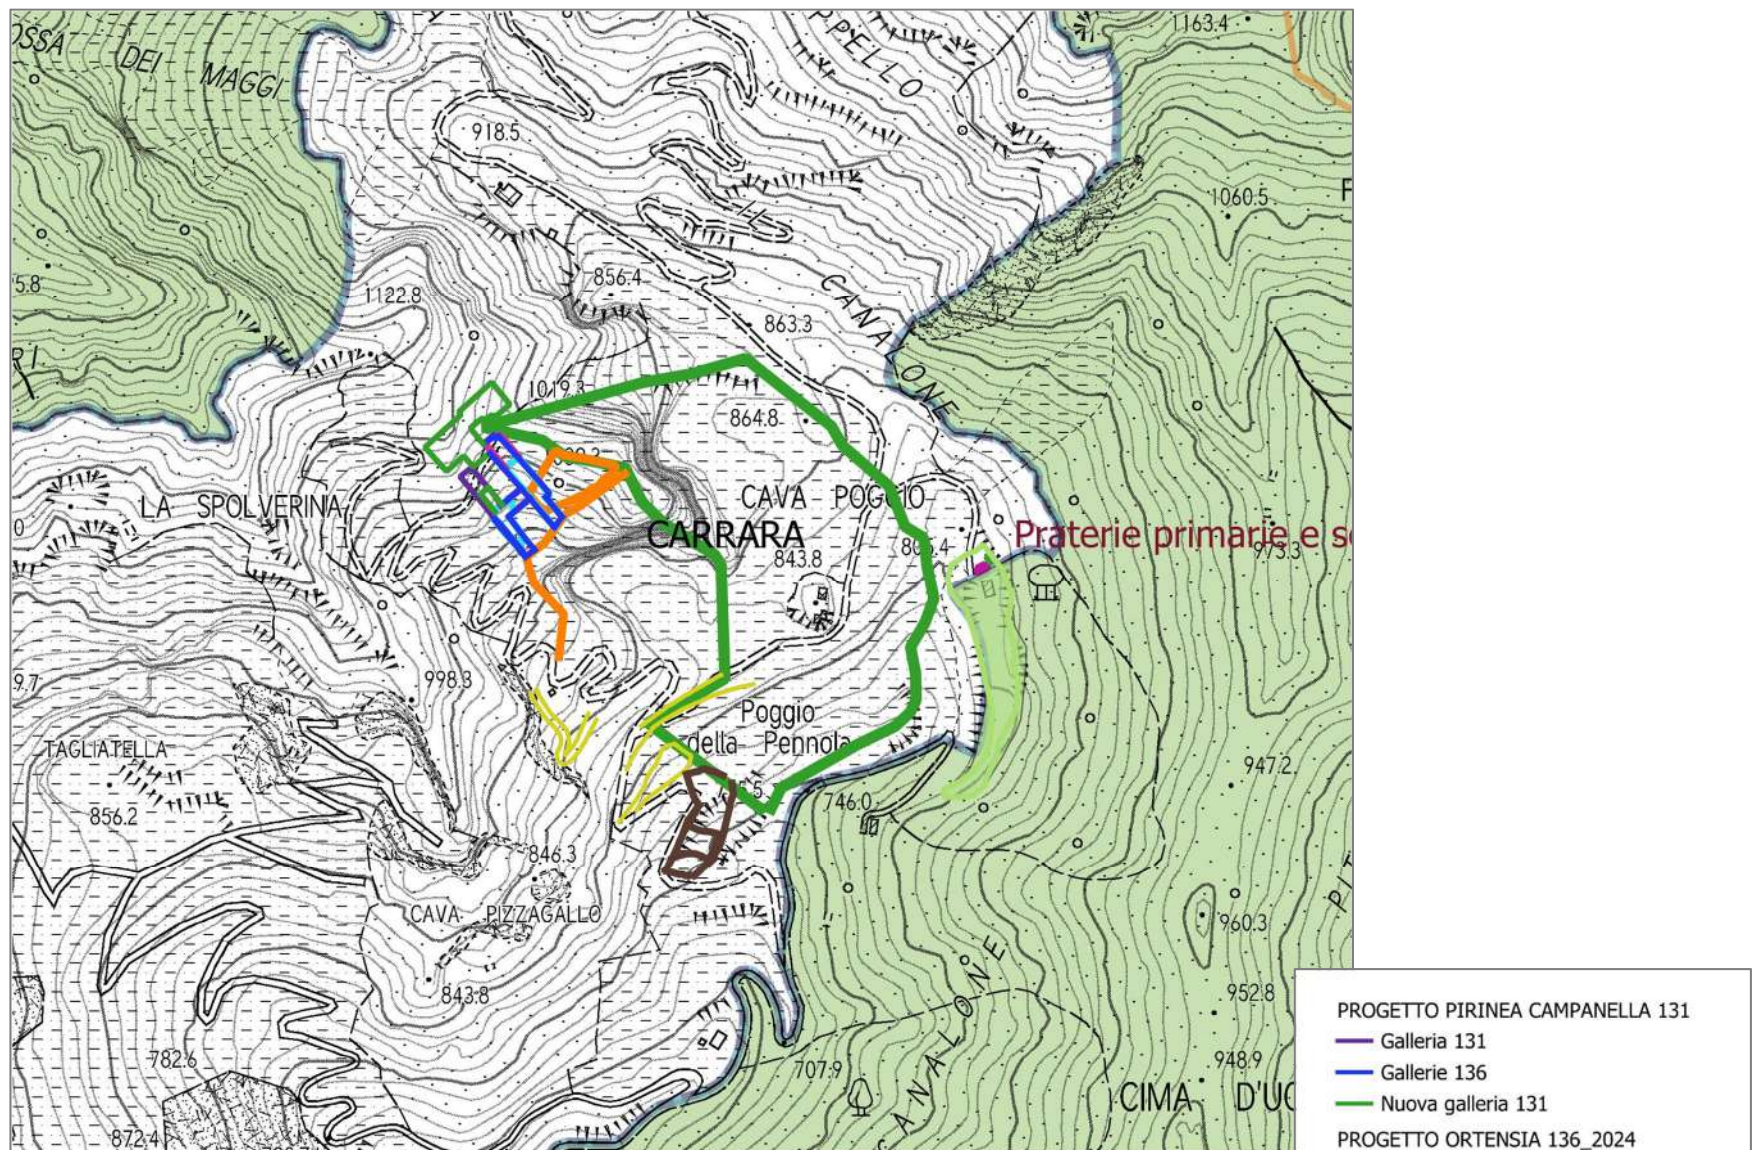 1163.4
DEI MAGGI
918.5
1060.5
856.4
1122.8
CANALONE
863.3
1019.3
864.8
LA SPOLVERINA
CAVA POGGIO
CARRARA
Praterie primarie e s
973.3
843.8
805.4
998.3
9.7
Poggio
della Pennola
TAGLIATELLA
947.2
856.2
746.0
846.3
CAVA PIZZAGALLO
960.3
843.8
952.8
CANALONE
782.6
707.9
948.9
CIMA D'U
872.4
PROGETTO PIRINEA CAMPANELLA 131
Galleria 131
Gallerie 136
Nuova galleria 131
PROGETTO ORTENSIA 136_2024